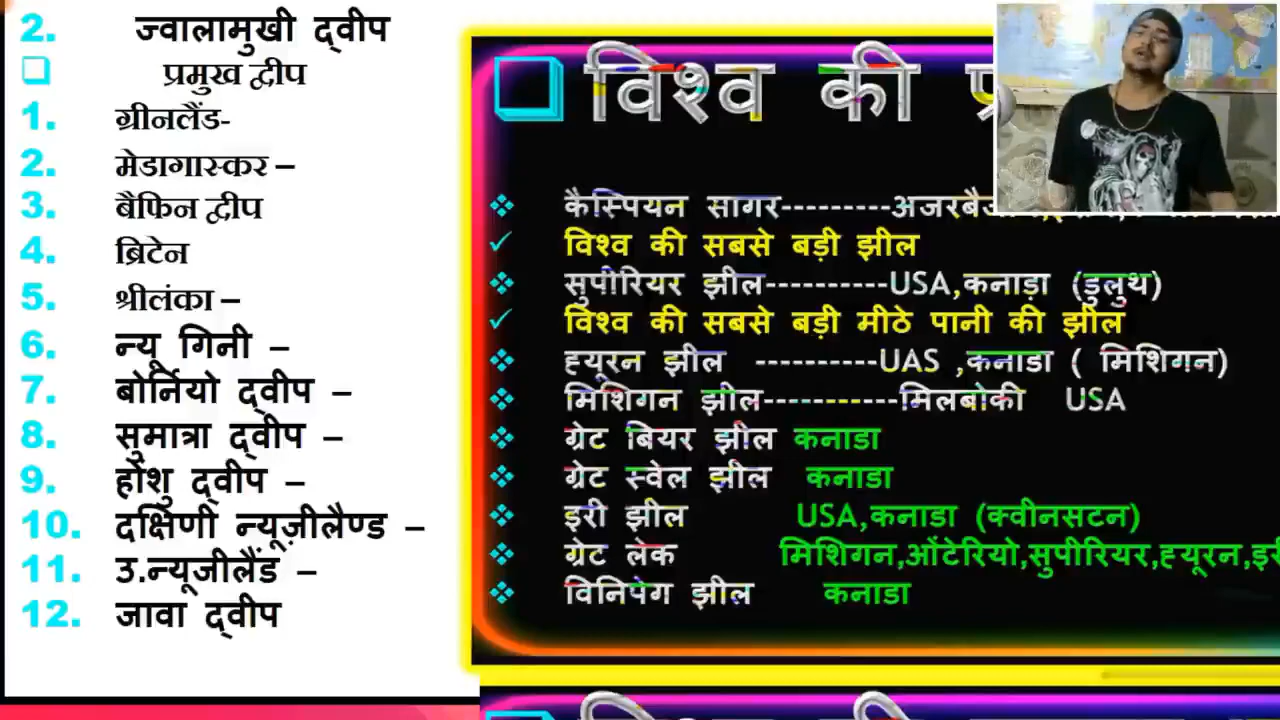 2. ज्वालामुखी द्वीप
प्रमुख द्वीप
1. ग्रीनलैंड-
2. मेडागास्कर –
3. बैफिन द्वीप
4. ब्रिटेन
5. श्रीलंका –
6. न्यू गिनी –
7. बोर्नियो द्वीप –
8. सुमात्रा द्वीप –
9. होंशु द्वीप –
10. दक्षिणी न्यूज़ीलैण्ड –
11. उ.न्यूजीलैंड –
12. जावा द्वीप
विश्व की
कैस्पियन सागर---------
विश्व की सबसे बड़ी झील
सुपीरियर झील----------USA,कनाड़ा (डुलुथ)
विश्व की सबसे बड़ी मीठे पानी की झील
ह्यूरन झील ----------UAS ,कनाडा ( मिशिगन)
मिशिगन झील-----------मिलबोकी USA
ग्रेट बियर झील कनाडा
ग्रेट स्वेल झील कनाडा
इरी झील USA,कनाडा (क्वीनसटन)
ग्रेट लेक मिशिगन,ओंटेरियो,सुपीरियर,ह्यूरन,इरी
विनिपेग झील कनाडा